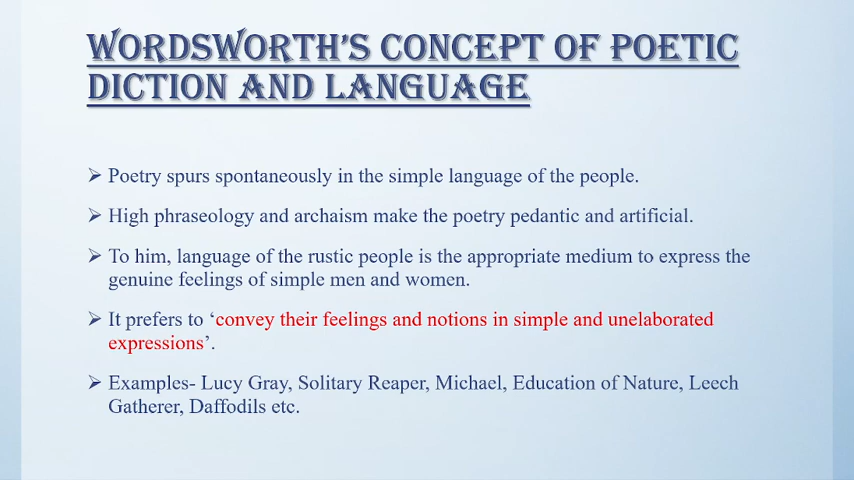 WORDSWORTH'S CONCEPT OF POETIC
DICTION AND LANGUAGE
➢ Poetry spurs spontaneously in the simple language of the people.
➢ High phraseology and archaism make the poetry pedantic and artificial.
➢ To him, language of the rustic people is the appropriate medium to express the
genuine feelings of simple men and women.
➢ It prefers to ‘convey their feelings and notions in simple and unelaborated
expressions’.
➢ Examples- Lucy Gray, Solitary Reaper, Michael, Education of Nature, Leech
Gatherer, Daffodils etc.